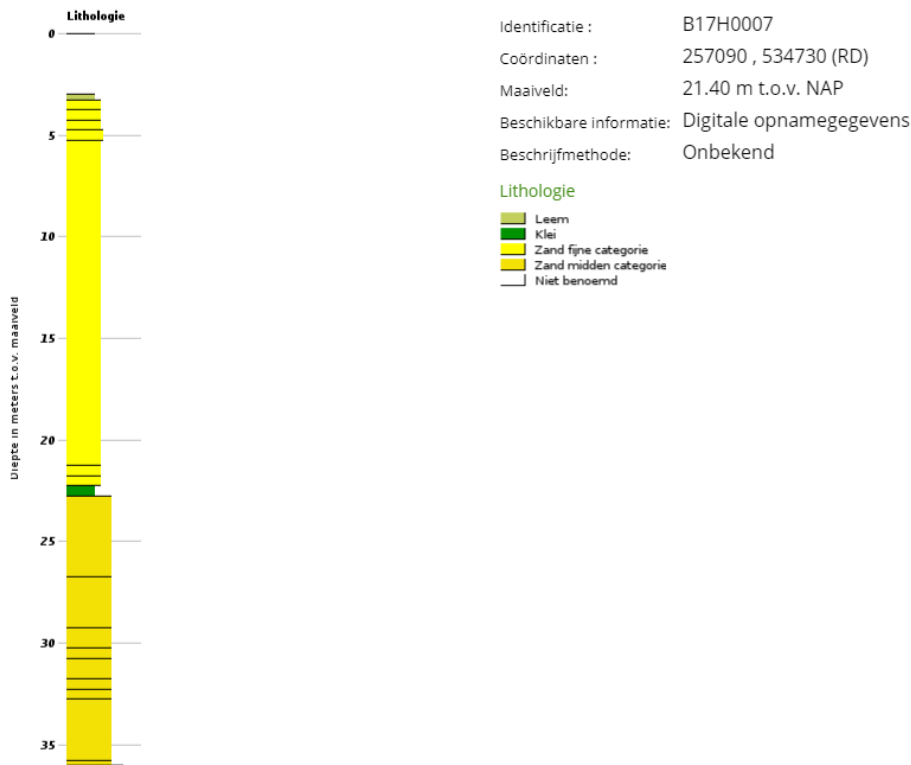 Lithologie
0
5
10
15
20
25
30
35
Diepte in meters t.o.v. maaiveld
Identificatie : B17H0007
Coördinaten : 257090 , 534730 (RD)
Maaiveld: 21.40 m t.o.v. NAP
Beschikbare informatie: Digitale opnamegegevens
Beschrijfmethode: Onbekend
Lithologie
Leem
Klei
Zand fijne categorie
Zand midden categorie
Niet benoemd